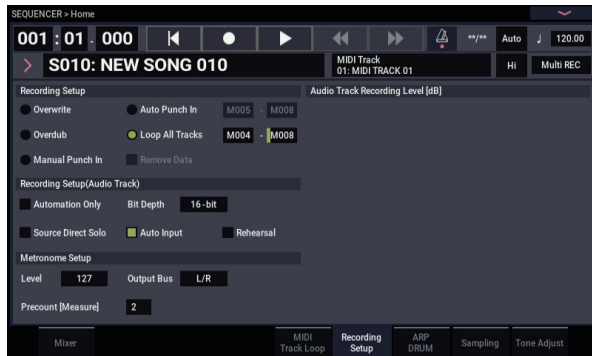 SEQUENCER > Home
001 : 01 . 000 **/** Auto ♩ 120.00
S010: NEW SONG 010 MIDI Track Hi Multi REC
01: MIDI TRACK 01
Recording Setup Audio Track Recording Level [dB]
Overwrite Auto Punch In M005 - M008
Overdub Loop All Tracks M004 - M008
Manual Punch In Remove Data
Recording Setup(Audio Track)
Automation Only Bit Depth 16-bit
Source Direct Solo Auto Input Rehearsal
Metronome Setup
Level 127 Output Bus L/R
Precount [Measure] 2
Mixer MIDI Track Loop Recording Setup ARP DRUM Sampling Tone Adjust